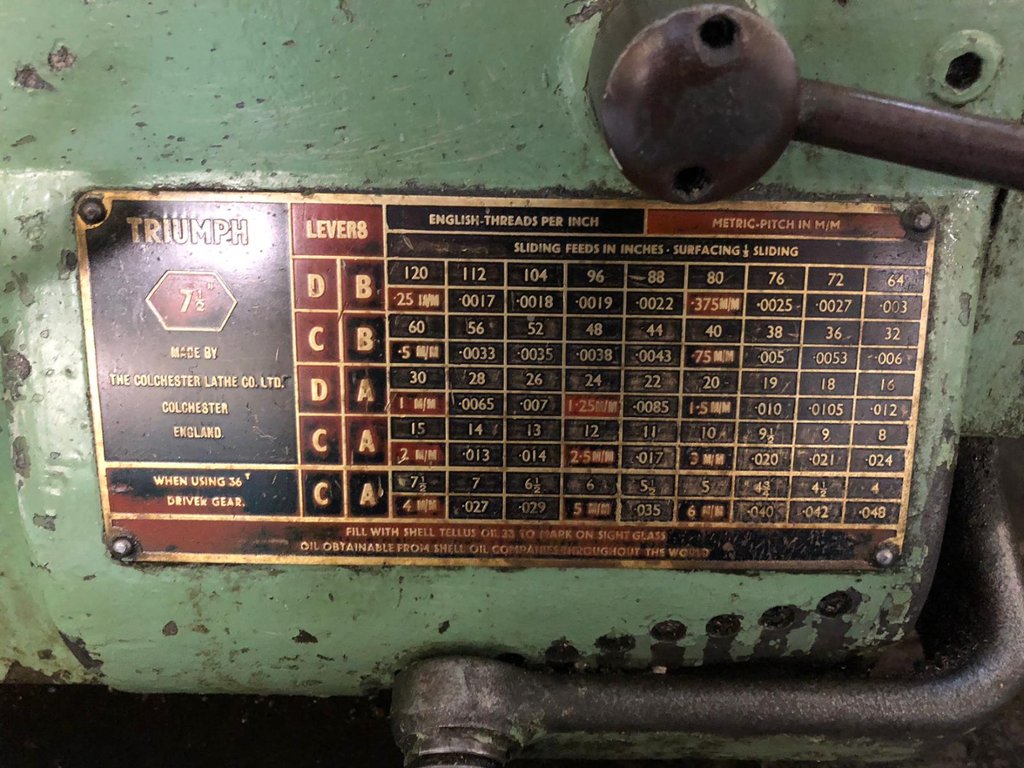 TRIUMPH
7½"
MADE BY
THE COLCHESTER LATHE CO. LTD.
COLCHESTER
ENGLAND.
WHEN USING 36T
DRIVER GEAR.
LEVERS
ENGLISH-THREADS PER INCH
METRIC-PITCH IN M/M
SLIDING FEEDS IN INCHES · SURFACING ½ SLIDING
D B 120 112 104 96 88 80 76 72 64
·25 M/M ·0017 ·0018 ·0019 ·0022 ·375M/M ·0025 ·0027 ·003
C B 60 56 52 48 44 40 38 36 32
·5 M/M ·0033 ·0035 ·0038 ·0043 ·75M/M ·005 ·0053 ·006
D A 30 28 26 24 22 20 19 18 16
1 M/M ·0065 ·007 1·25M/M ·0085 1·5M/M ·010 ·0105 ·012
C A 15 14 13 12 11 10 9½ 9 8
2 M/M ·013 ·014 2·5M/M ·017 3 M/M ·020 ·021 ·024
C A 7½ 7 6½ 6 5½ 5 4¾ 4½ 4
4 M/M ·027 ·029 5 M/M ·035 6 M/M ·040 ·042 ·048
FILL WITH SHELL TELLUS OIL 33 TO MARK ON SIGHT GLASS
OIL OBTAINABLE FROM SHELL OIL COMPANIES THROUGHOUT THE WORLD